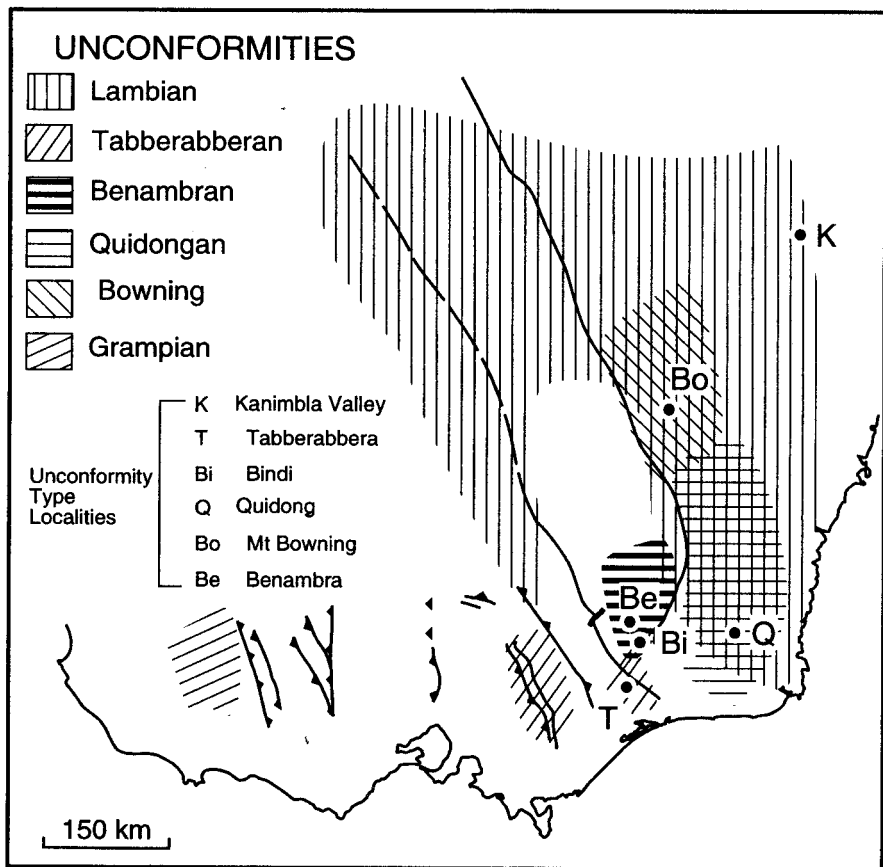 UNCONFORMITIES
Lambian
Tabberabberan
Benambran
Quidongan
Bowning
Grampian
K Kanimbla Valley
T Tabberabbera
Bi Bindi
Unconformity
Type
Localities
Q Quidong
Bo Mt Bowning
Be Benambra
K
Bo
Be
Bi
Q
T
150 km